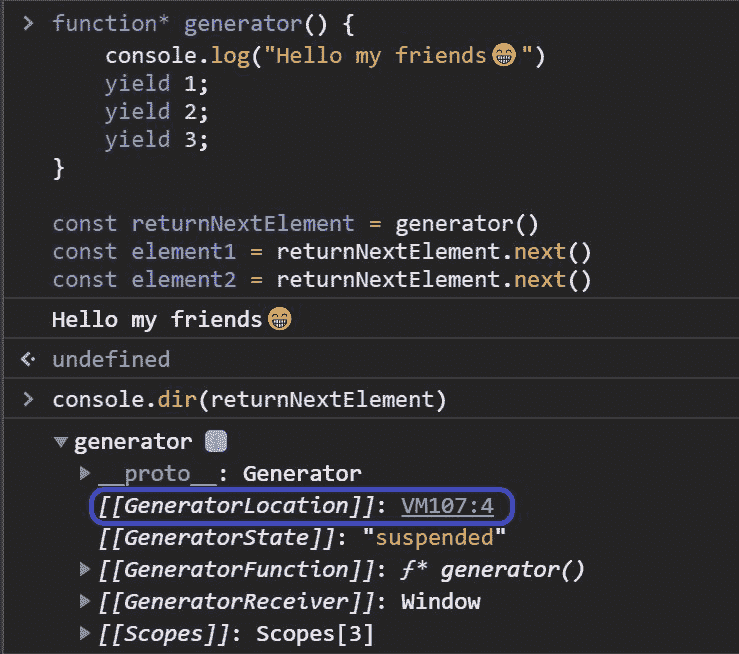 > function* generator() {
console.log("Hello my friends😁")
yield 1;
yield 2;
yield 3;
}
const returnNextElement = generator()
const element1 = returnNextElement.next()
const element2 = returnNextElement.next()
Hello my friends😁
undefined
> console.dir(returnNextElement)
generator
__proto__: Generator
[[GeneratorLocation]]: VM107:4
[[GeneratorState]]: "suspended"
[[GeneratorFunction]]: ƒ* generator()
[[GeneratorReceiver]]: Window
[[Scopes]]: Scopes[3]